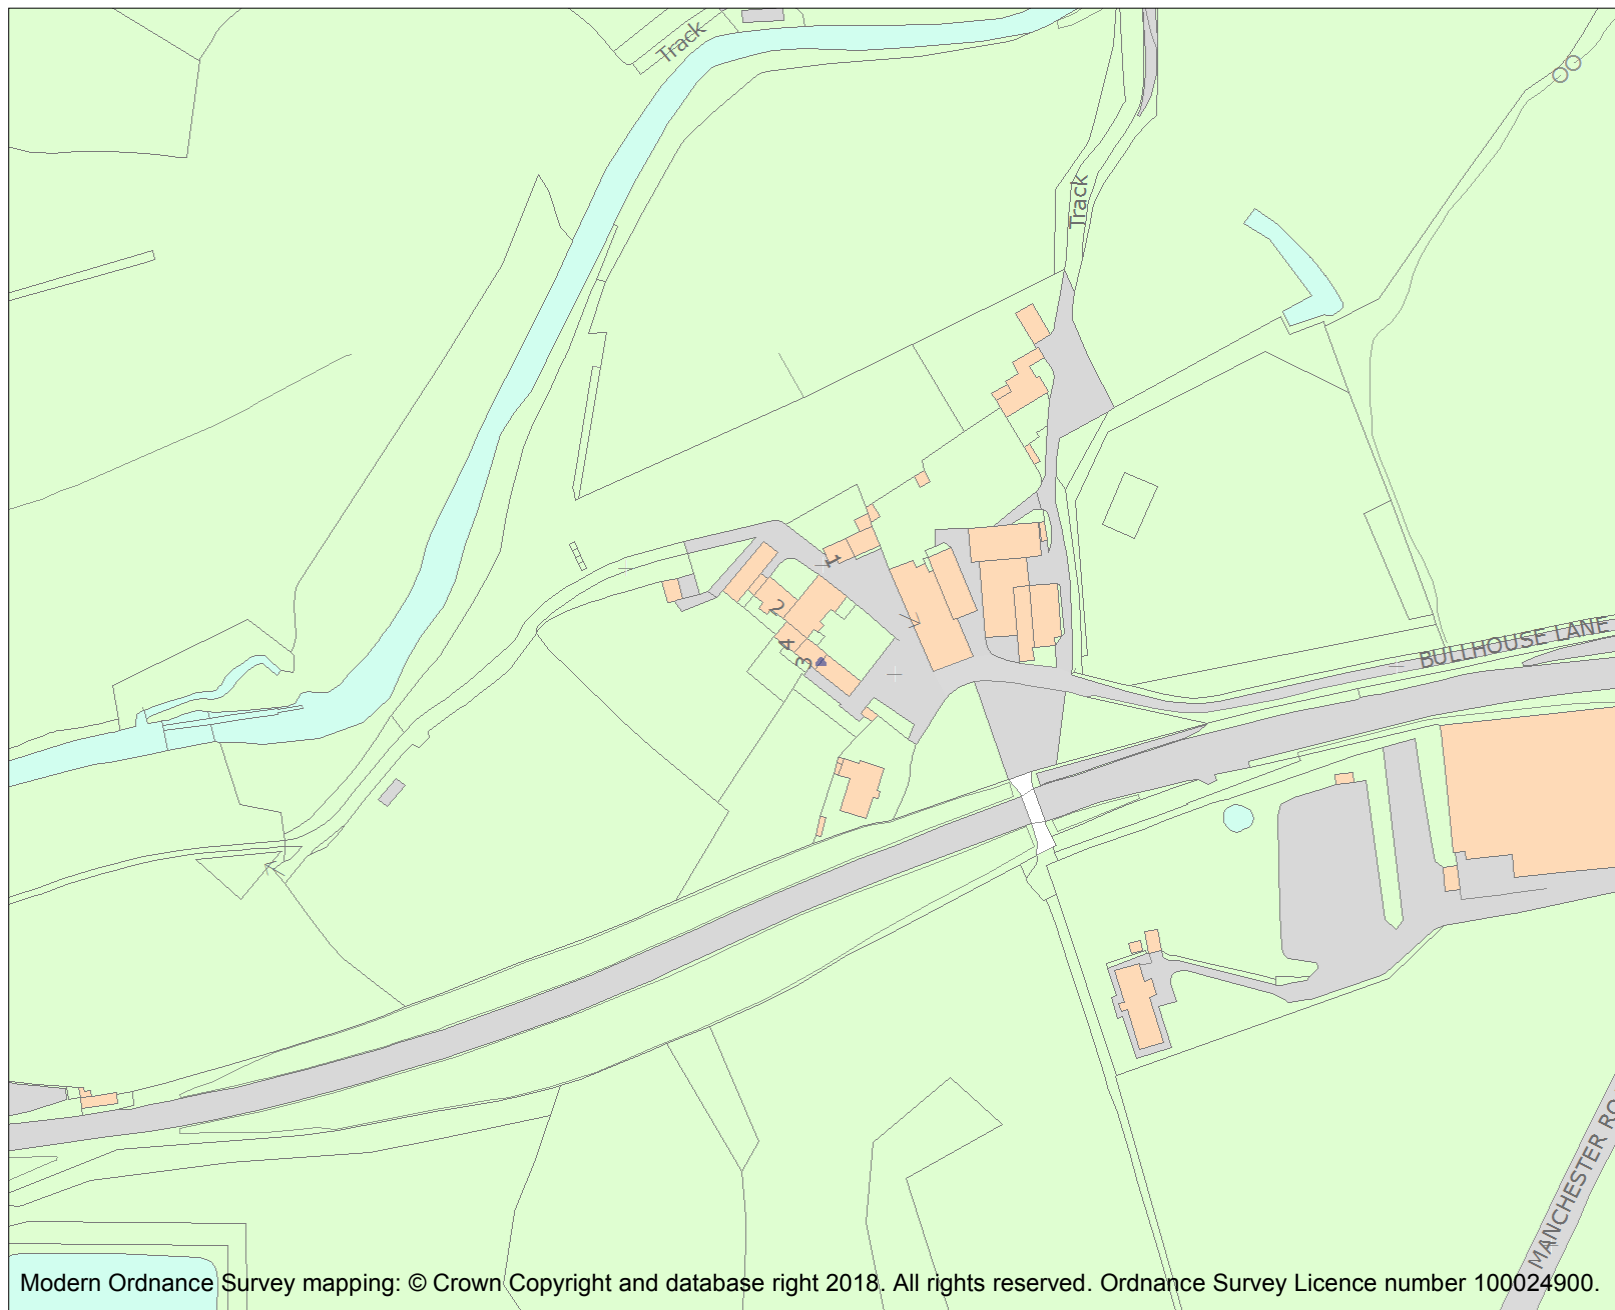 Track
Track
1
2
4
3
7
BULLHOUSE LANE
MANCHESTER RO
Modern Ordnance Survey mapping: © Crown Copyright and database right 2018. All rights reserved. Ordnance Survey Licence number 100024900.